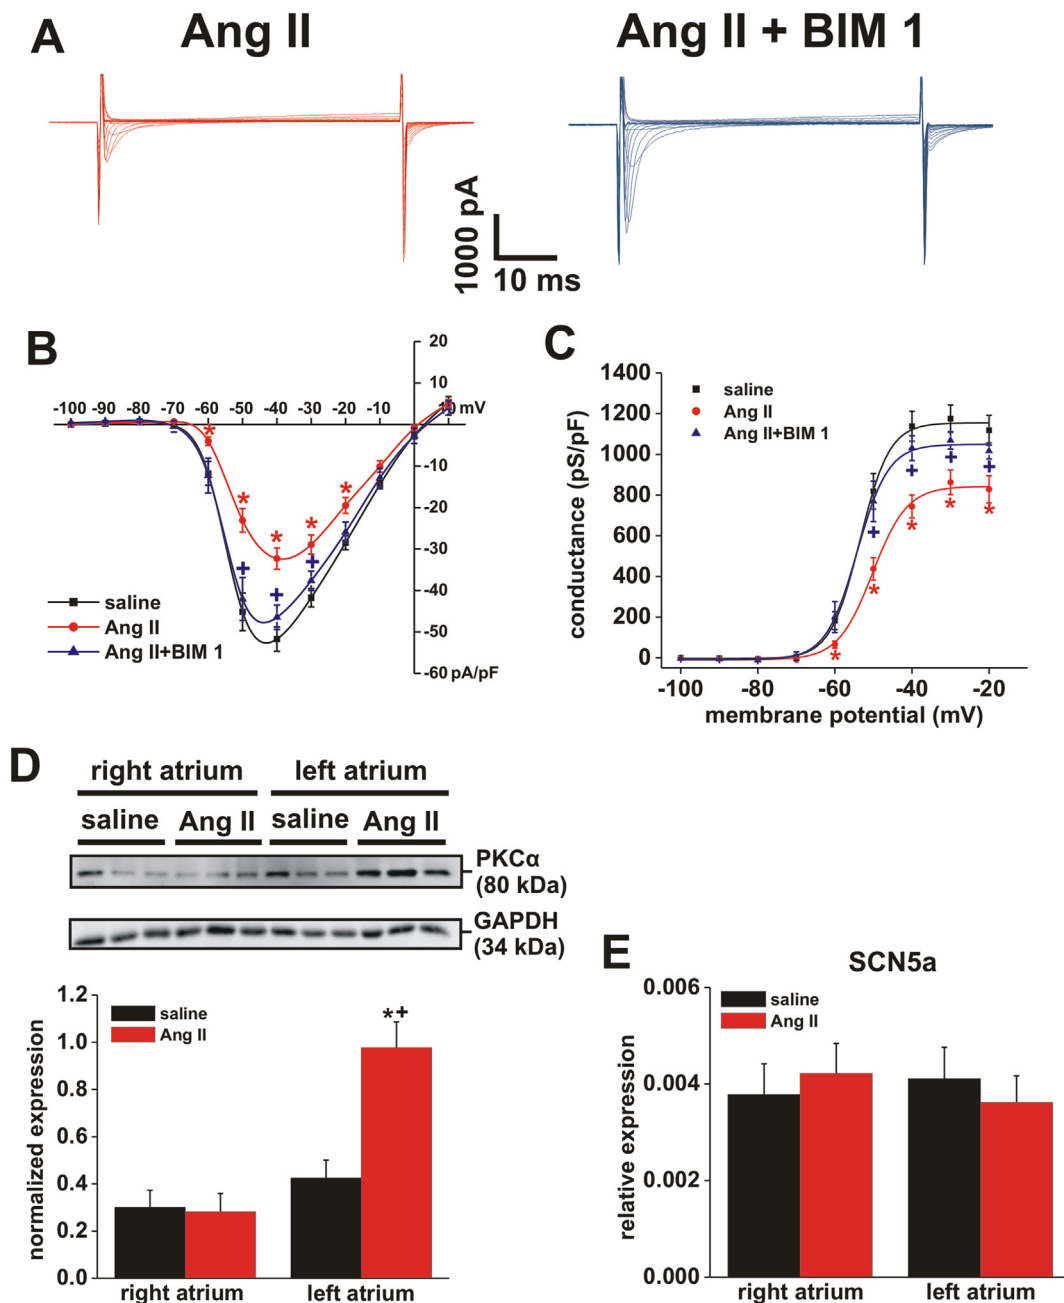 A
Ang II
Ang II + BIM 1
1000 pA
10 ms
B
20
10
-100 -90 -80 -70 -60 -50 -40 -30 -20 -10 10 mV
-10
-20
-30
-40
-50
-60 pA/pF
* * * * *
+ + +
saline
Ang II
Ang II+BIM 1
C
1400
1200
1000
800
600
400
200
0
conductance (pS/pF)
saline
Ang II
Ang II+BIM 1
+ + + +
* * * * *
-100 -80 -60 -40 -20
membrane potential (mV)
D
right atrium left atrium
saline Ang II saline Ang II
PKCα
(80 kDa)
GAPDH
(34 kDa)
1.2
1.0
0.8
0.6
0.4
0.2
0.0
normalized expression
saline
Ang II
*+
right atrium left atrium
E
SCN5a
0.006
0.004
0.002
0.000
relative expression
saline
Ang II
right atrium left atrium